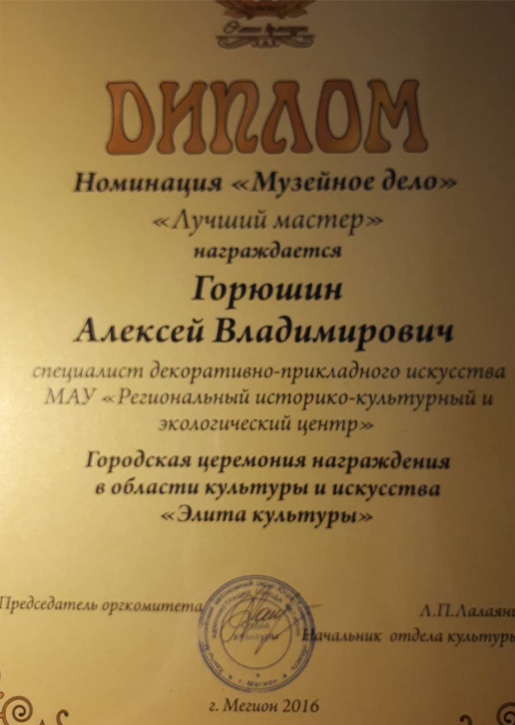 ДИПЛОМ
Номинация «Музейное дело»
«Лучший мастер»
награждается
Горюшин
Алексей Владимирович
специалист декоративно-прикладного искусства
МАУ «Региональный историко-культурный и
экологический центр»
Городская церемония награждения
в области культуры и искусства
«Элита культуры»
Председатель оргкомитета
Л.П.Лалаянц
Начальник отдела культуры
г. Мегион 2016